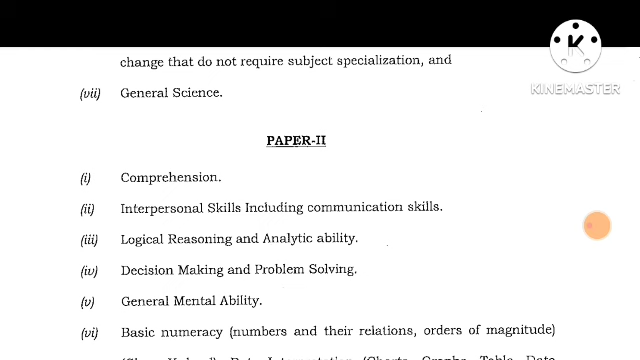 change that do not require subject specialization, and
(vii) General Science.
PAPER-II
(i) Comprehension.
(ii) Interpersonal Skills Including communication skills.
(iii) Logical Reasoning and Analytic ability.
(iv) Decision Making and Problem Solving.
(v) General Mental Ability.
(vi) Basic numeracy (numbers and their relations, orders of magnitude)
KINEMASTER